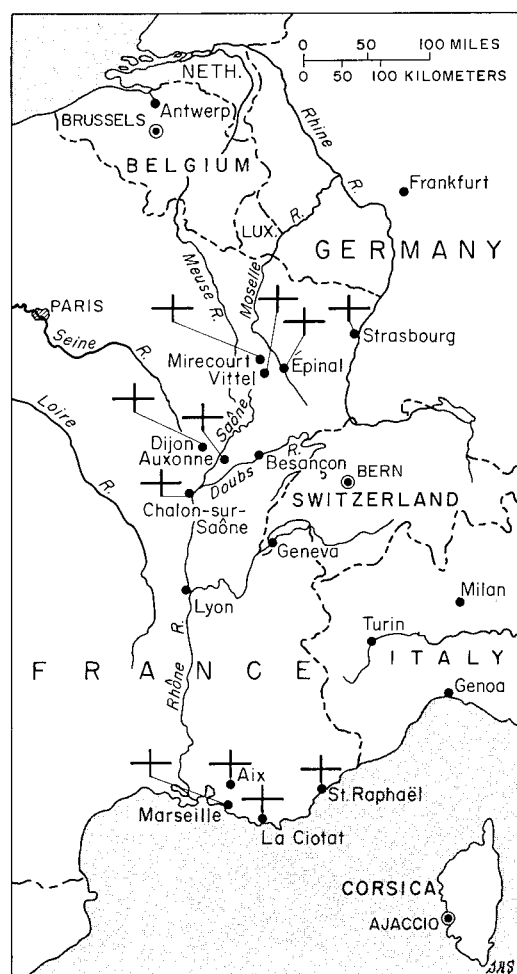 0 50 100 MILES
0 50 100 KILOMETERS
NETH.
Antwerp
BRUSSELS
BELGIUM
Rhine R.
Frankfurt
LUX.
Moselle R.
GERMANY
Meuse R.
PARIS
Seine R.
Strasbourg
Mirecourt
Vittel
Épinal
Loire R.
Saône
Dijon
Auxonne
Doubs R.
Besançon
BERN
SWITZERLAND
Chalon-sur-
Saône
Geneva
Lyon
Milan
Turin
ITALY
FRANCE
Rhône R.
Genoa
Aix
St. Raphaël
Marseille
La Ciotat
CORSICA
AJACCIO